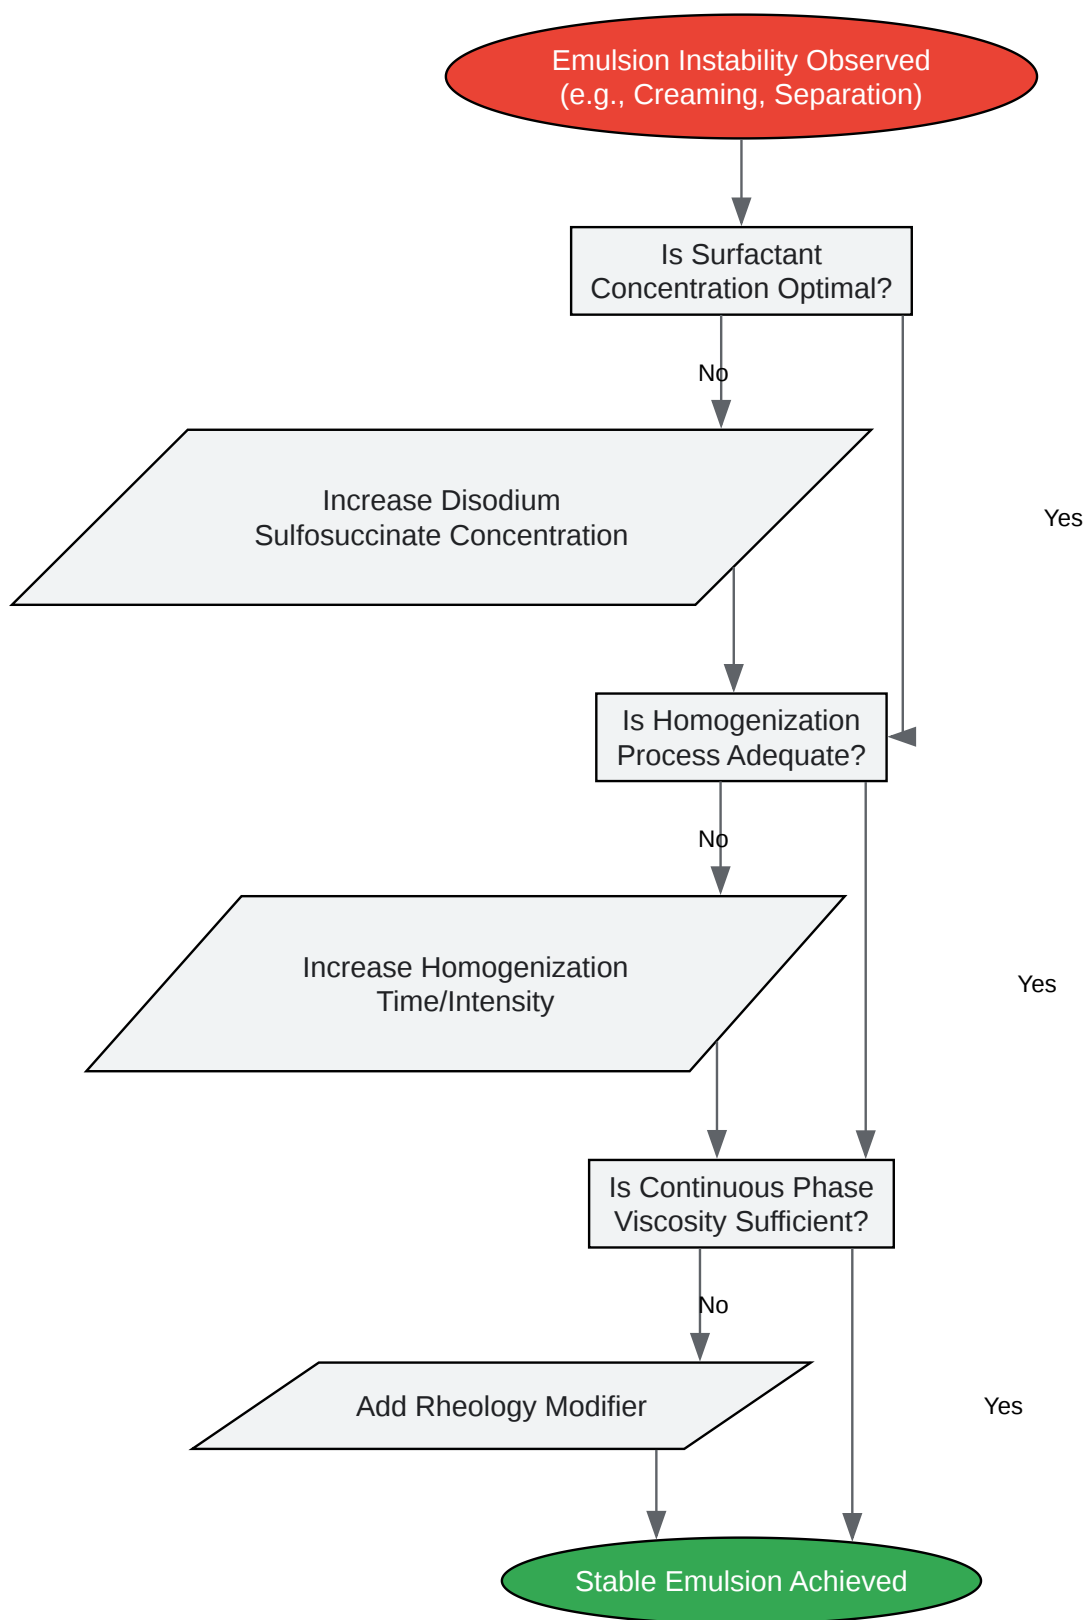 Emulsion Instability Observed
(e.g., Creaming, Separation)
Is Surfactant
Concentration Optimal?
No
Increase Disodium
Sulfosuccinate Concentration
Yes
Is Homogenization
Process Adequate?
No
Increase Homogenization
Time/Intensity
Yes
Is Continuous Phase
Viscosity Sufficient?
No
Add Rheology Modifier
Yes
Stable Emulsion Achieved